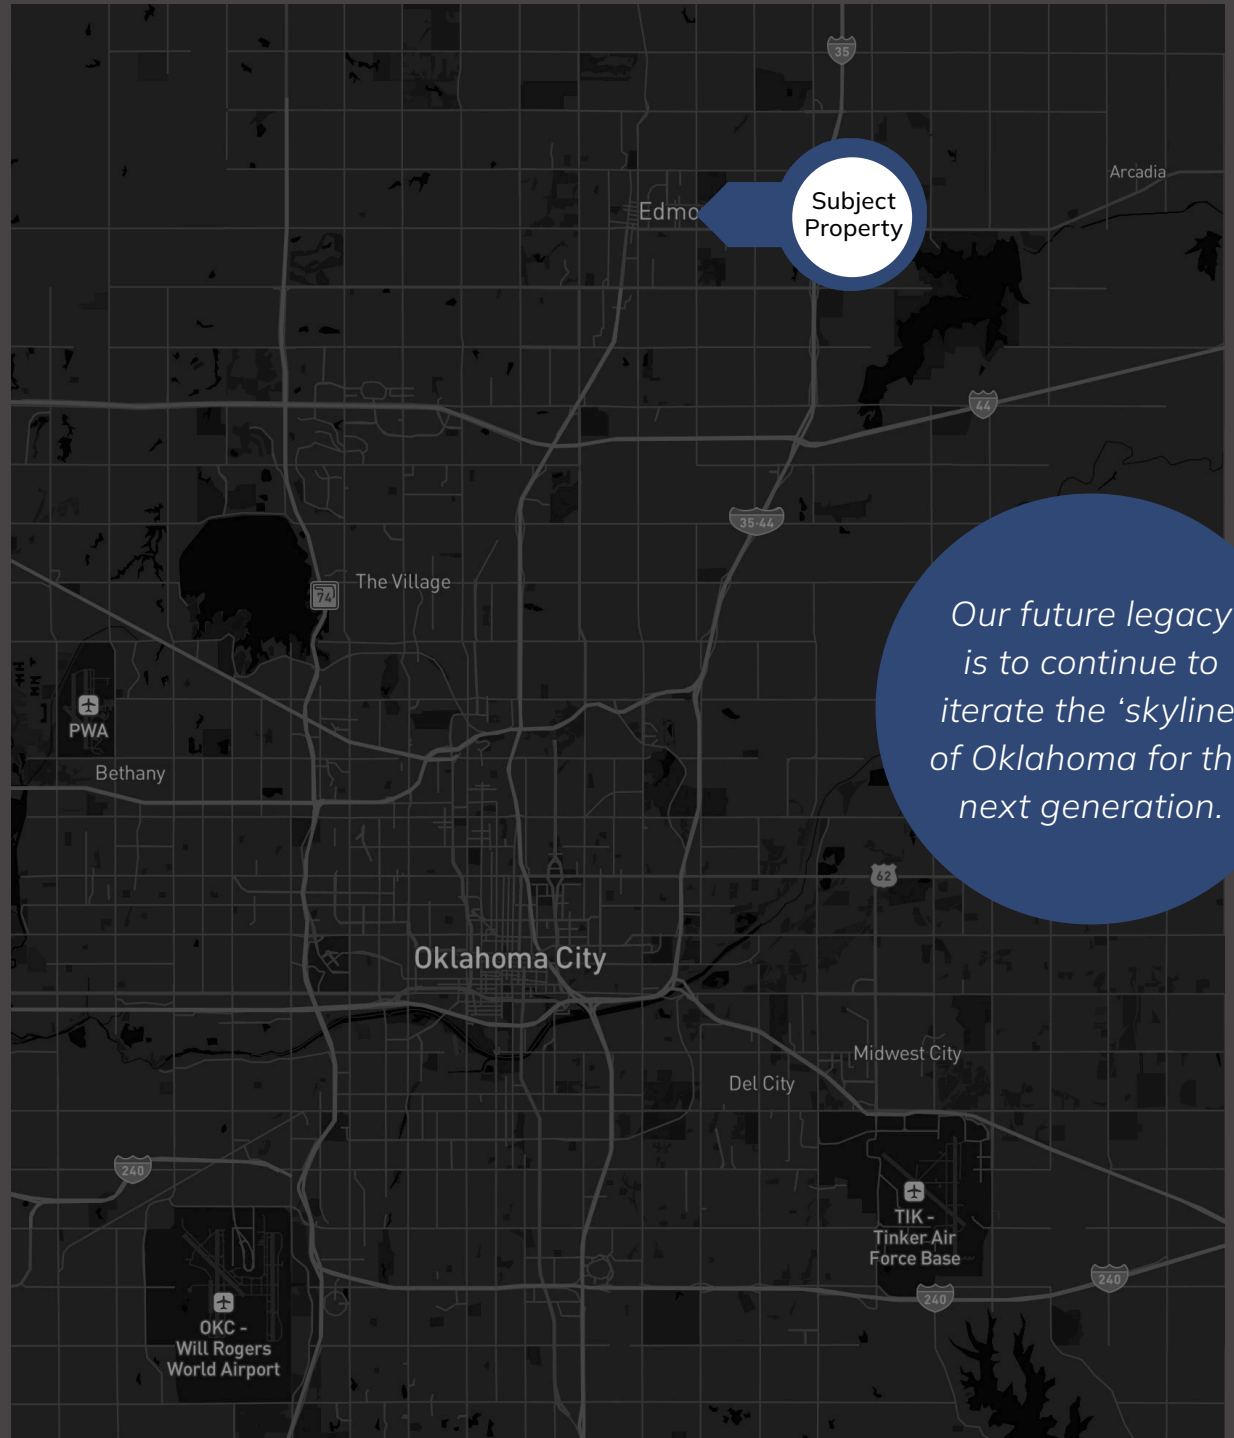 35
Arcadia
Subject
Property
Edmo
44
35-44
The Village
74
PWA
Bethany
Our future legacy
is to continue to
iterate the ‘skyline
of Oklahoma for th
next generation.
62
Oklahoma City
Midwest City
Del City
240
TIK -
Tinker Air
Force Base
240
240
OKC -
Will Rogers
World Airport